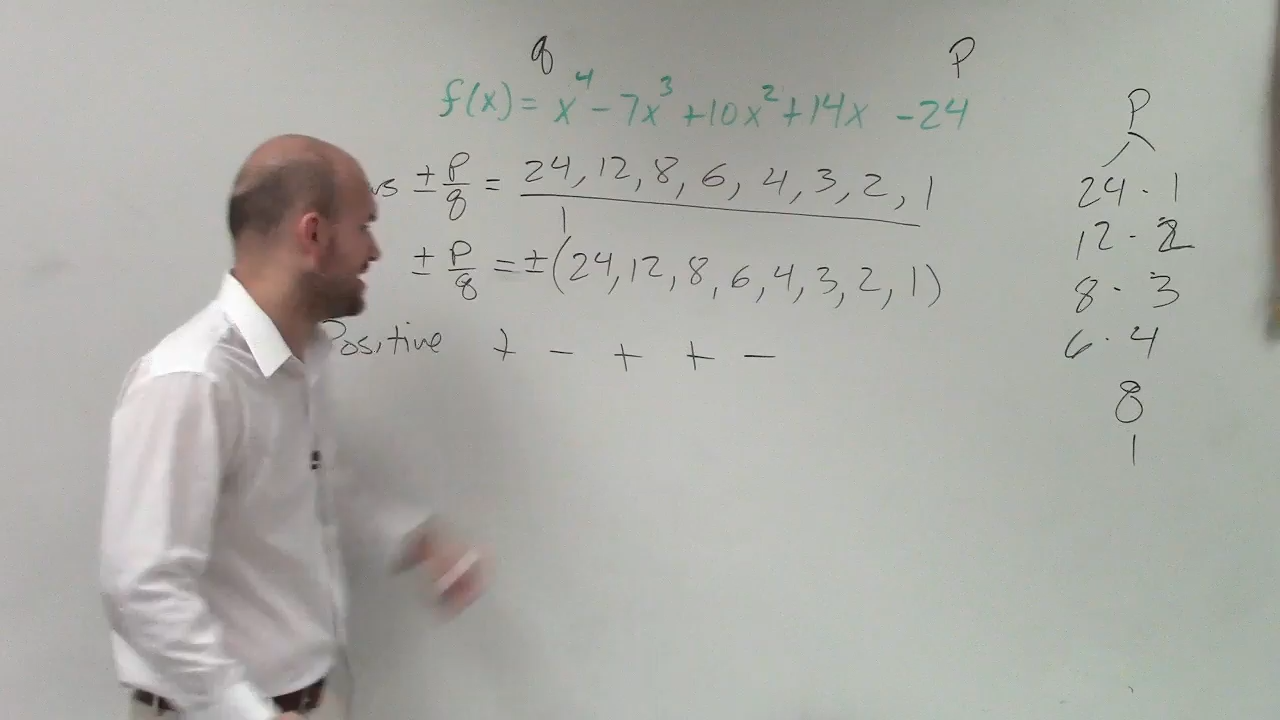 q P
f(x) = x⁴ - 7x³ + 10x² + 14x - 24
± P/q = 24, 12, 8, 6, 4, 3, 2, 1 / 1
± P/q = ± (24, 12, 8, 6, 4, 3, 2, 1)
Positive + - + + -
P
24 · 1
12 · 2
8 · 3
6 · 4
8
1